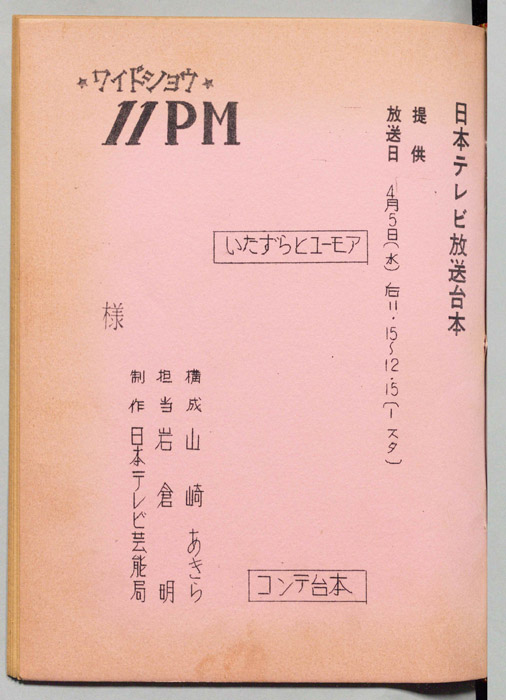 日本テレビ放送台本
提供
放送日 4月5日(水)后11.15～12.15(1スタ)
★ワイドショウ★
11PM
いたずらとユーモア
様
構成 山崎あきら
担当 岩倉明
制作 日本テレビ芸能局
コンテ台本